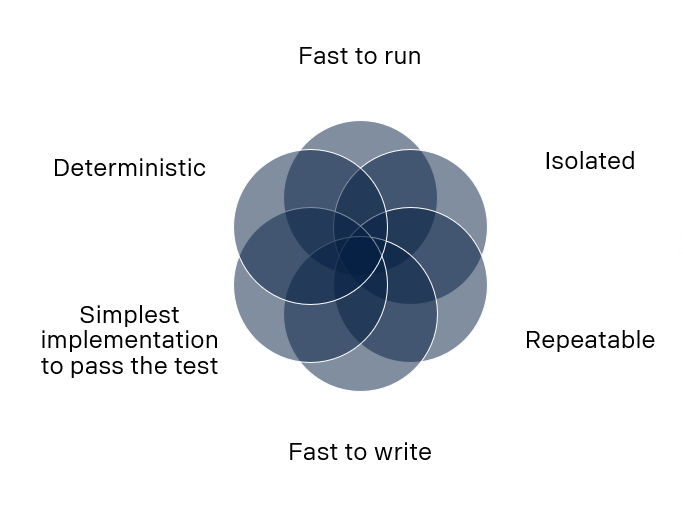 Fast to run
Deterministic
Isolated
Simplest
implementation
to pass the test
Repeatable
Fast to write